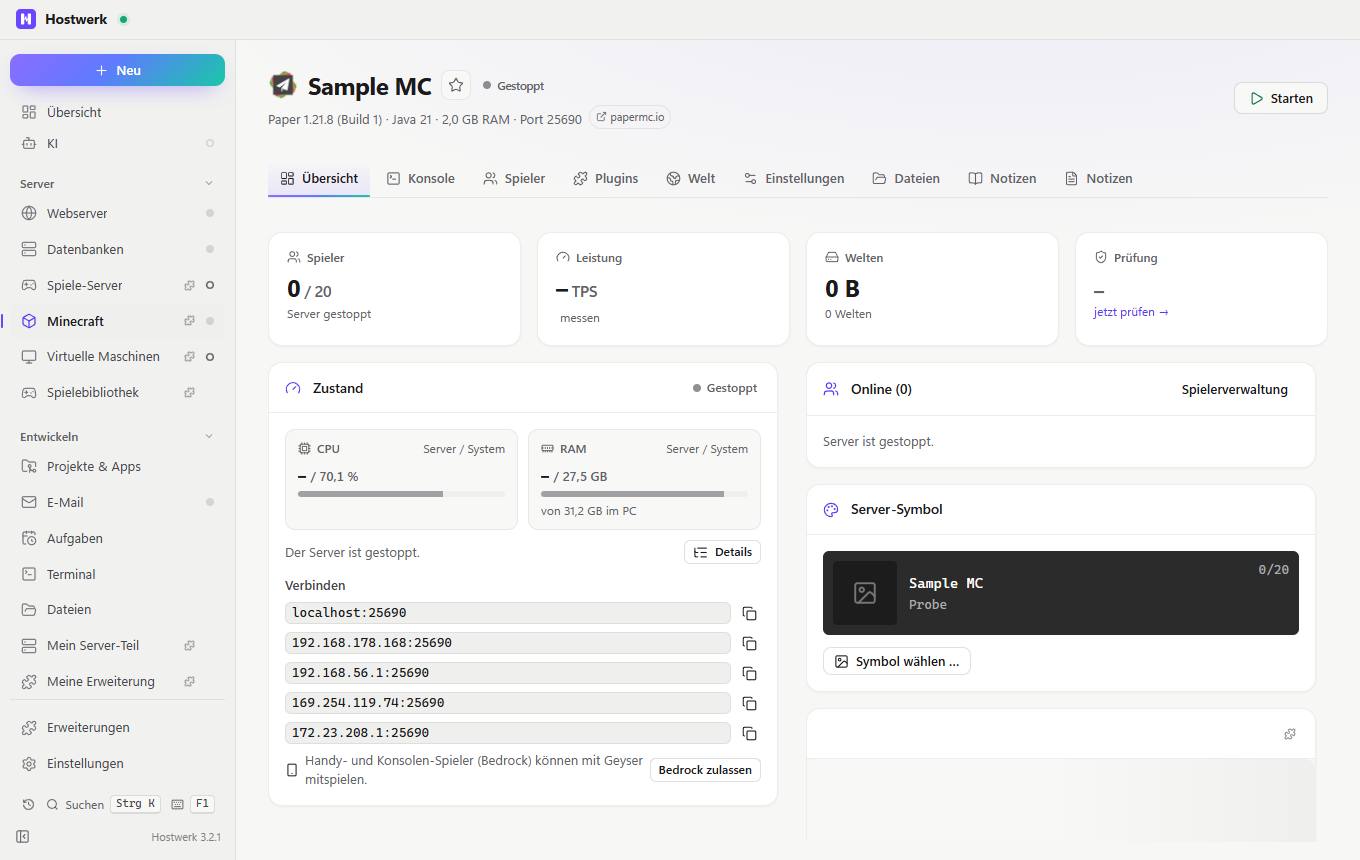 Hostwerk
Neu
Übersicht
KI
Server
Webserver
Datenbanken
Spiele-Server
Minecraft
Virtuelle Maschinen
Spielebibliothek
Entwickeln
Projekte & Apps
E-Mail
Aufgaben
Terminal
Dateien
Mein Server-Teil
Meine Erweiterung
Erweiterungen
Einstellungen
Suchen Strg K F1
Hostwerk 3.2.1
Sample MC Gestoppt
Paper 1.21.8 (Build 1) · Java 21 · 2,0 GB RAM · Port 25690 papermc.io
Starten
Übersicht Konsole Spieler Plugins Welt Einstellungen Dateien Notizen Notizen
Spieler
0 / 20
Server gestoppt
Leistung
– TPS
messen
Welten
0 B
0 Welten
Prüfung
–
jetzt prüfen →
Zustand Gestoppt
CPU Server / System
– / 70,1 %
RAM Server / System
– / 27,5 GB
von 31,2 GB im PC
Der Server ist gestoppt. Details
Verbinden
localhost:25690
192.168.178.168:25690
192.168.56.1:25690
169.254.119.74:25690
172.23.208.1:25690
Handy- und Konsolen-Spieler (Bedrock) können mit Geyser
mitspielen.
Bedrock zulassen
Online (0) Spielerverwaltung
Server ist gestoppt.
Server-Symbol
Sample MC 0/20
Probe
Symbol wählen ...